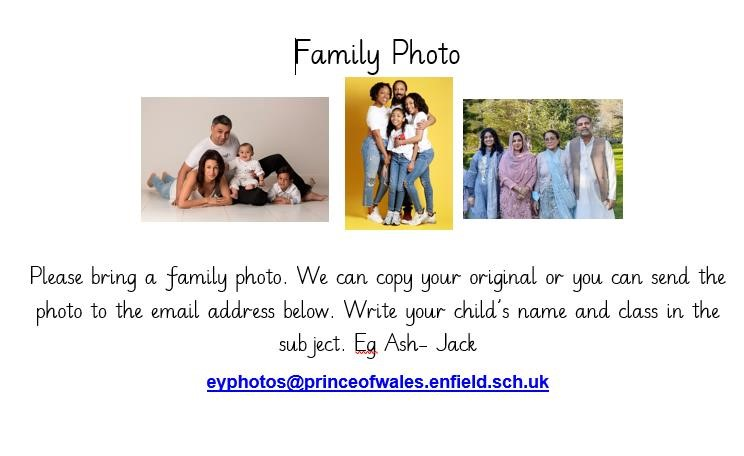 Family Photo
Please bring a family photo. We can copy your original or you can send the
photo to the email address below. Write your child's name and class in the
subject. Eg Ash- Jack
eyphotos@princeofwales.enfield.sch.uk